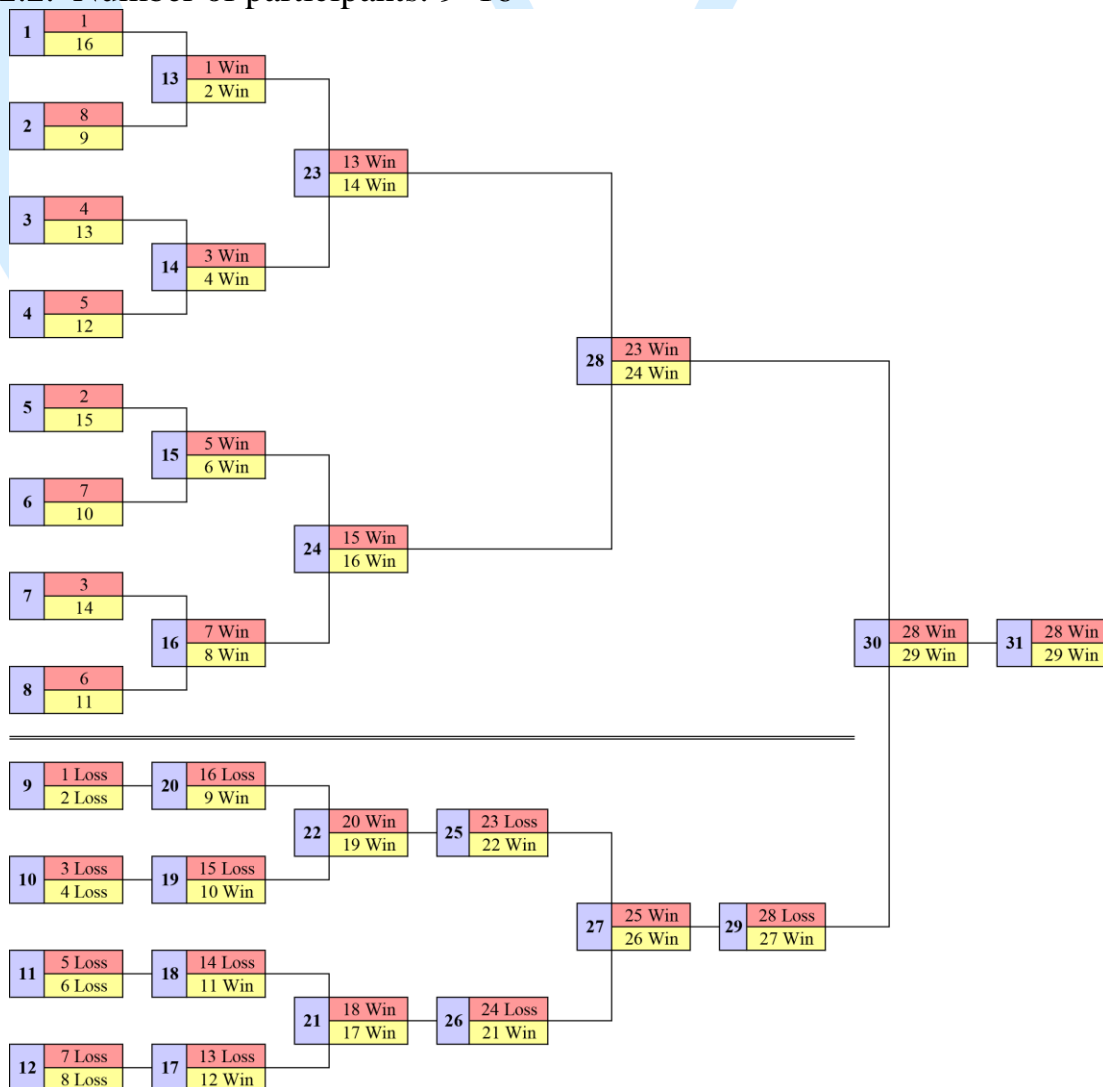 2.2. Number of participants: 9
1
1
16
2
8
9
3
4
13
4
5
12
5
2
15
6
7
10
7
3
14
8
6
11
13
1 Win
2 Win
14
3 Win
4 Win
15
5 Win
6 Win
16
7 Win
8 Win
23
13 Win
14 Win
24
15 Win
16 Win
28
23 Win
24 Win
30
28 Win
29 Win
31
28 Win
29 Win
9
1 Loss
2 Loss
10
3 Loss
4 Loss
11
5 Loss
6 Loss
12
7 Loss
8 Loss
20
16 Loss
9 Win
19
15 Loss
10 Win
18
14 Loss
11 Win
17
13 Loss
12 Win
22
20 Win
19 Win
21
18 Win
17 Win
25
23 Loss
22 Win
26
24 Loss
21 Win
27
25 Win
26 Win
29
28 Loss
27 Win